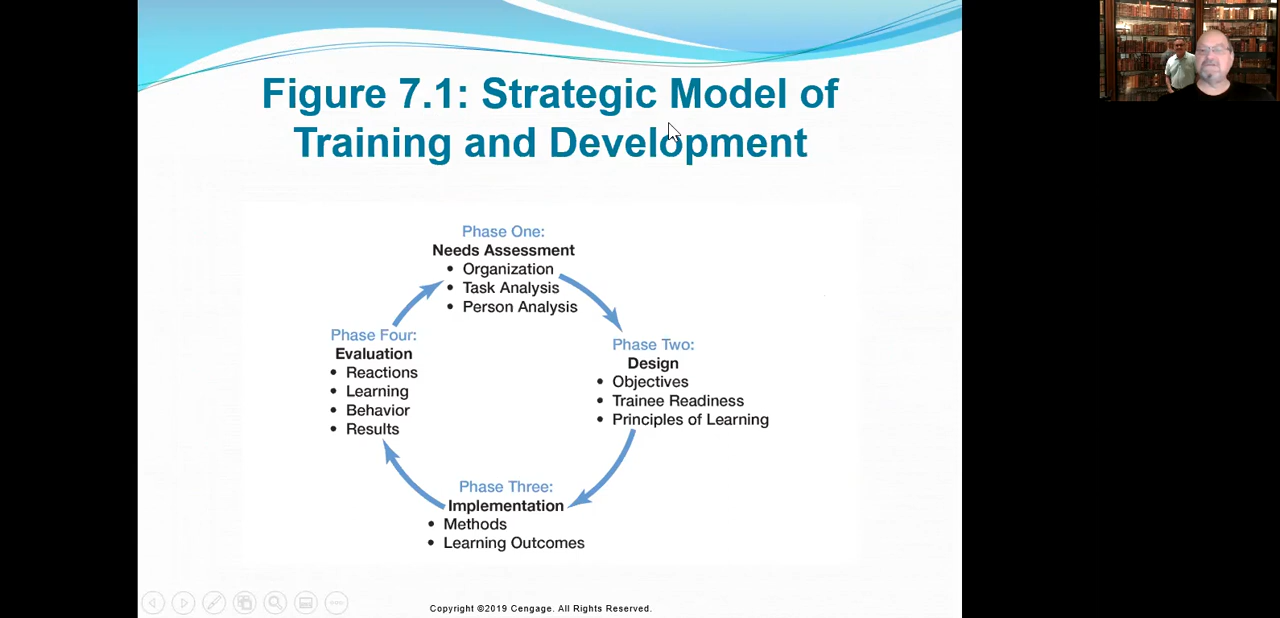 Figure 7.1: Strategic Model of
Training and Development
Phase One:
Needs Assessment
• Organization
• Task Analysis
• Person Analysis
Phase Two:
Design
• Objectives
• Trainee Readiness
• Principles of Learning
Phase Three:
Implementation
• Methods
• Learning Outcomes
Phase Four:
Evaluation
• Reactions
• Learning
• Behavior
• Results
Copyright ©2019 Cengage. All Rights Reserved.